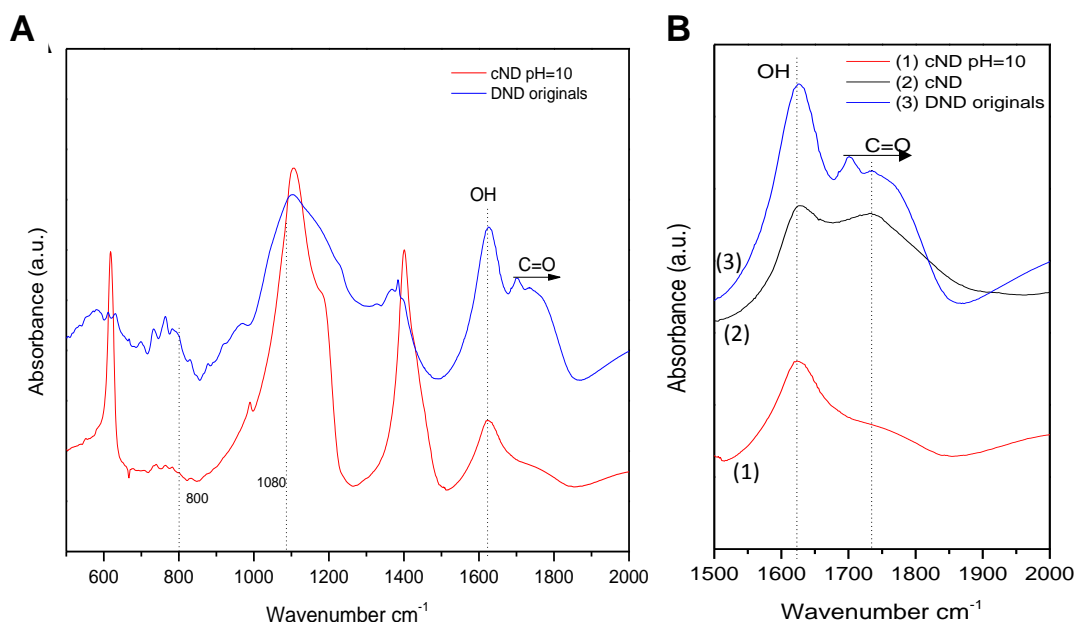 A
cND pH=10
DND originals
OH
C=O
800
1080
Absorbance (a.u.)
600 800 1000 1200 1400 1600 1800 2000
Wavenumber cm⁻¹
B
(1) cND pH=10
(2) cND
(3) DND originals
OH
C=O
(3)
(2)
(1)
Absorbance (a.u.)
1500 1600 1700 1800 1900 2000
Wavenumber cm⁻¹